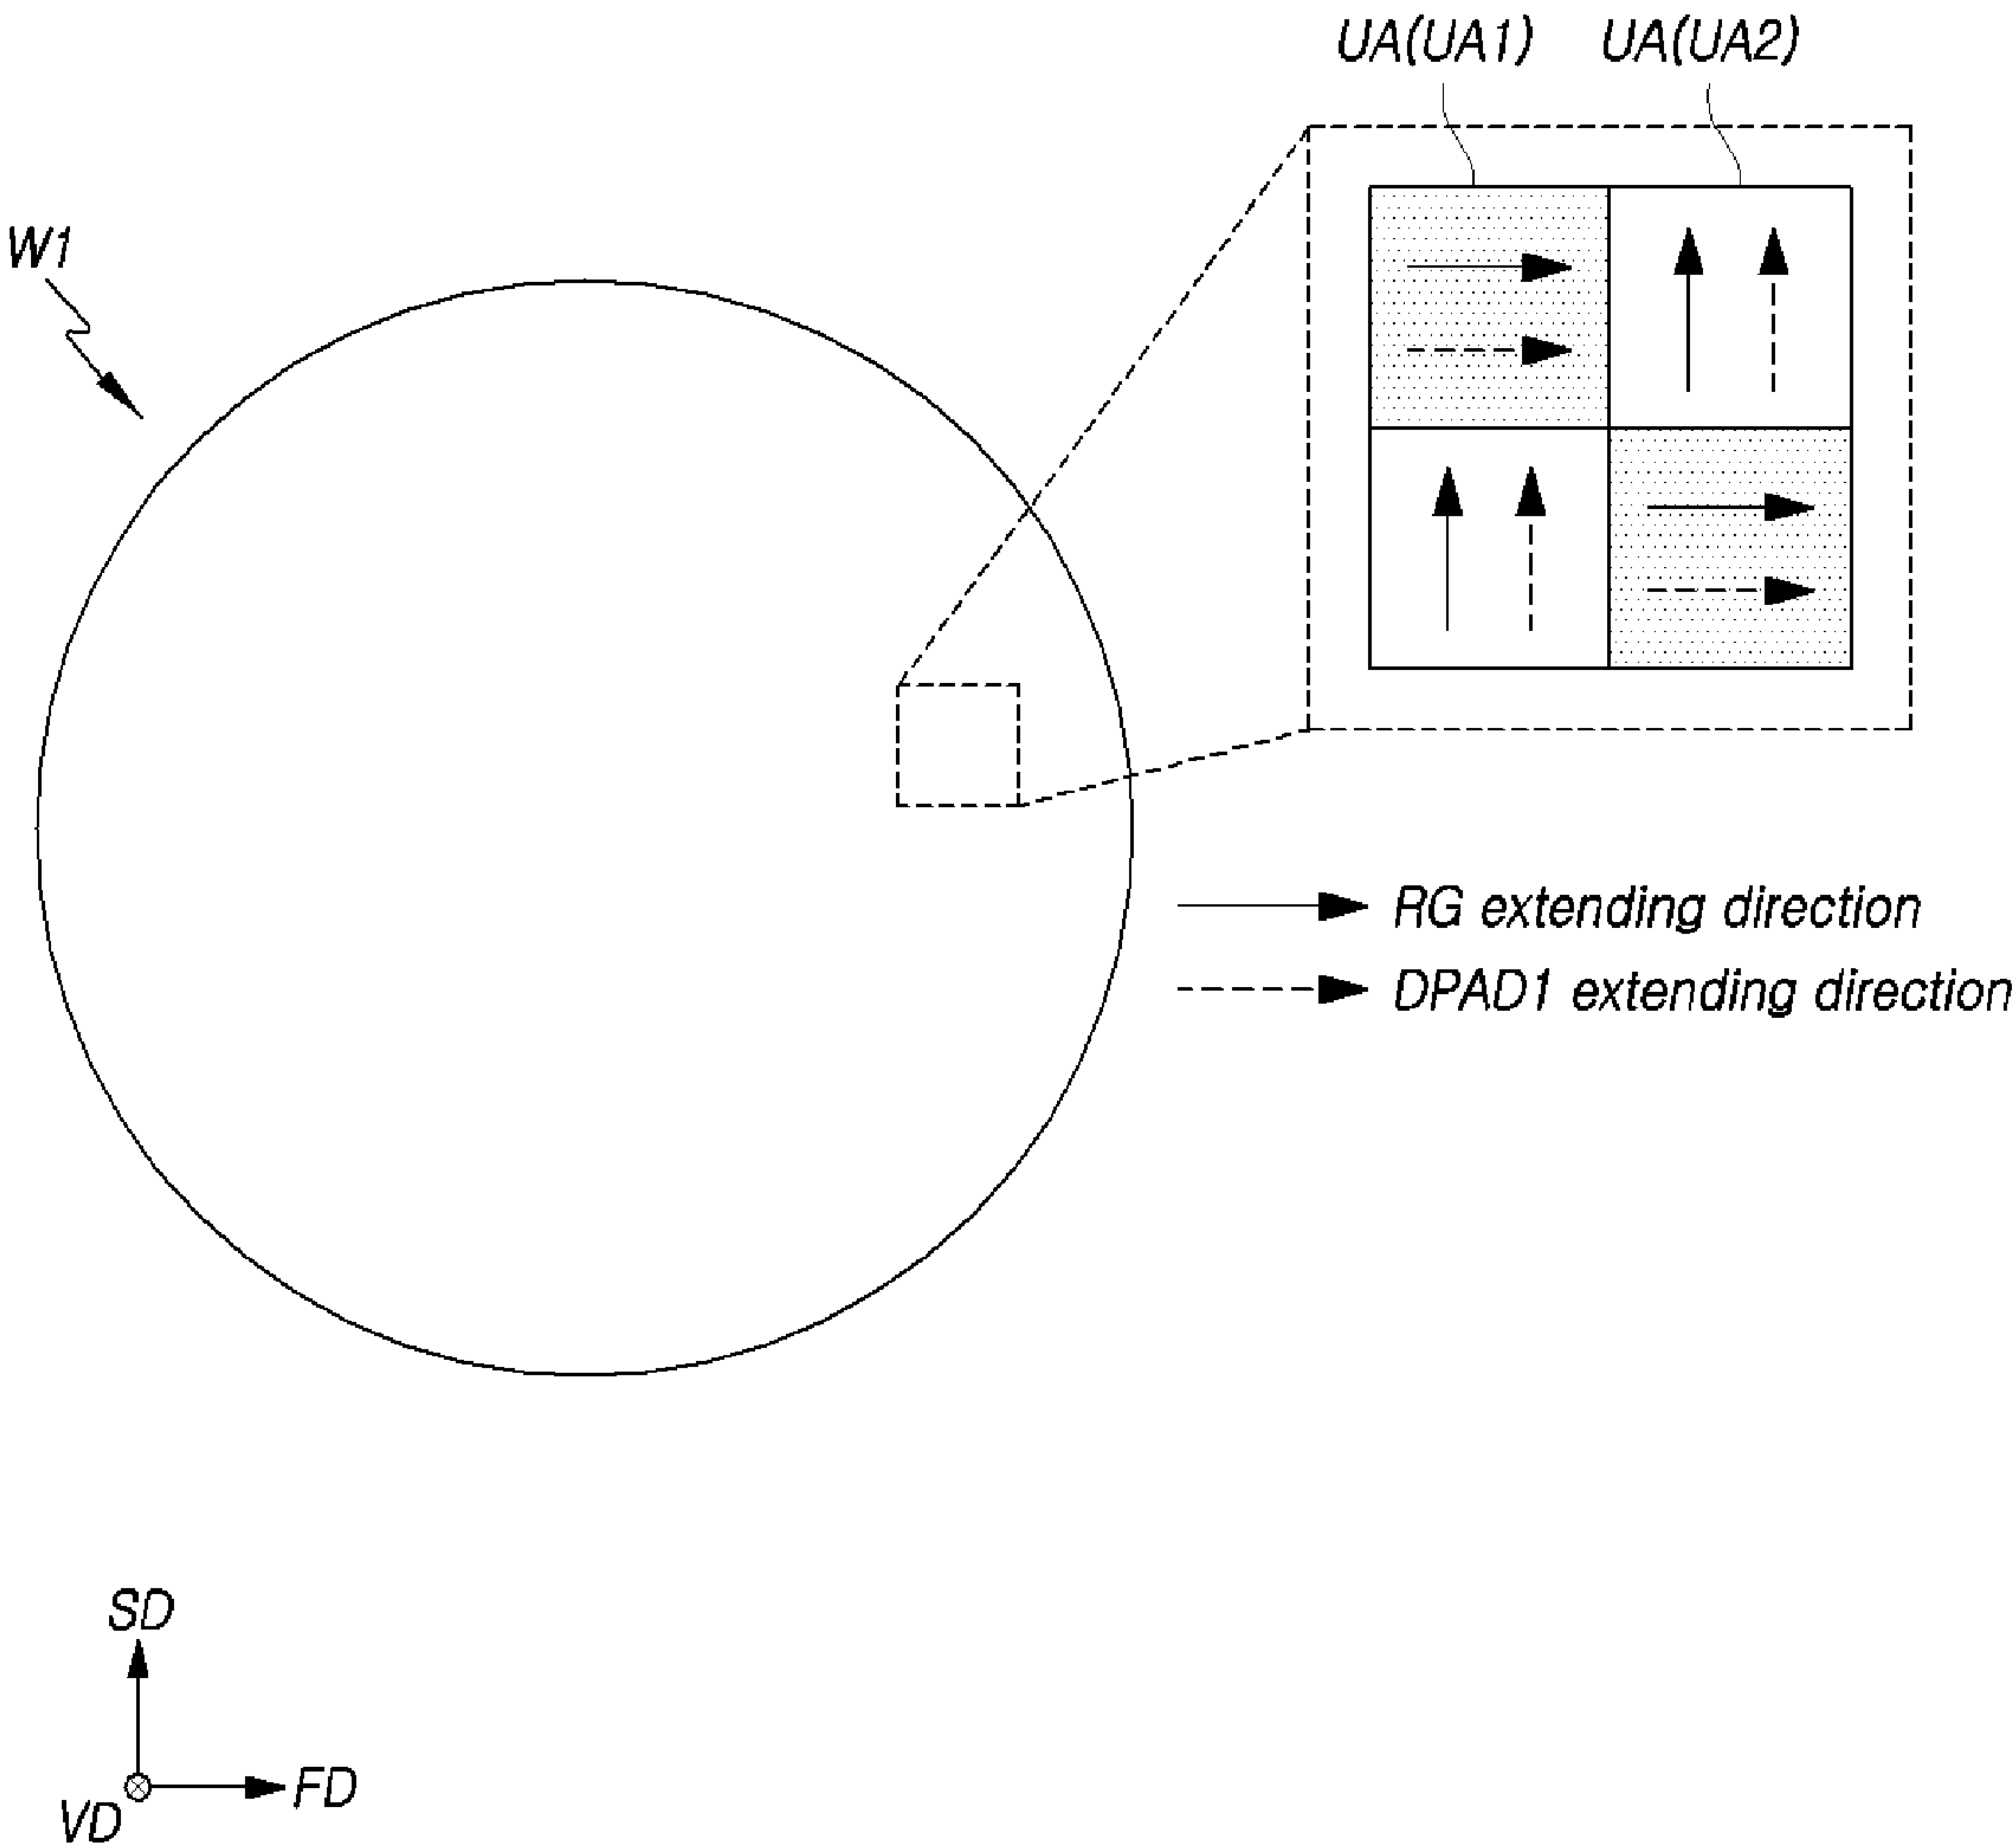 UA(UA1) UA(UA2)
W1
RG extending direction
DPAD1 extending direction
SD
FD
VD